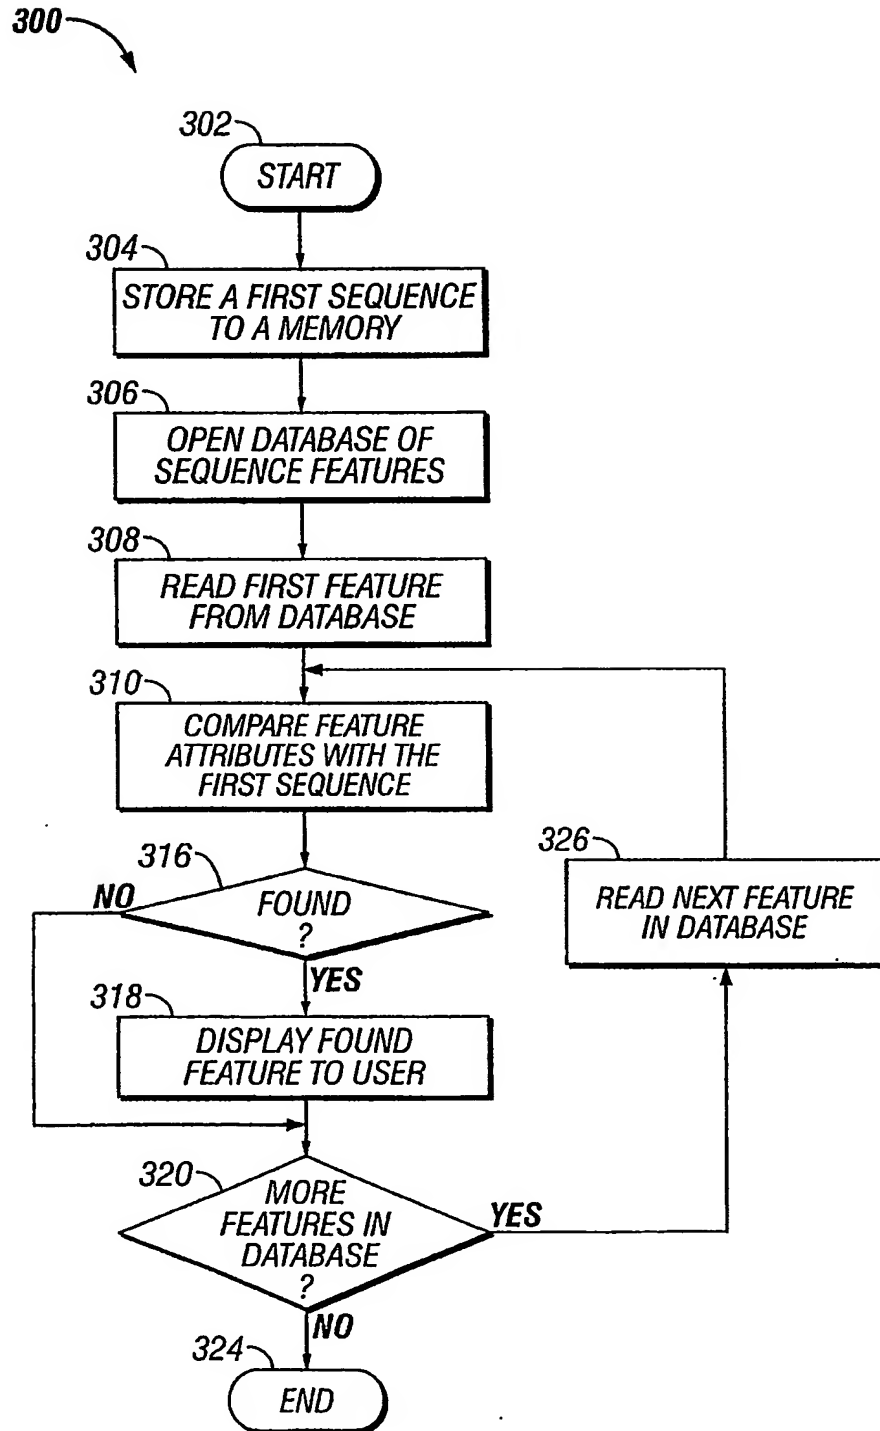 300
302
START
304
STORE A FIRST SEQUENCE
TO A MEMORY
306
OPEN DATABASE OF
SEQUENCE FEATURES
308
READ FIRST FEATURE
FROM DATABASE
310
COMPARE FEATURE
ATTRIBUTES WITH THE
FIRST SEQUENCE
316
NO
FOUND
?
YES
326
READ NEXT FEATURE
IN DATABASE
318
DISPLAY FOUND
FEATURE TO USER
320
MORE
FEATURES IN
DATABASE
?
YES
NO
324
END